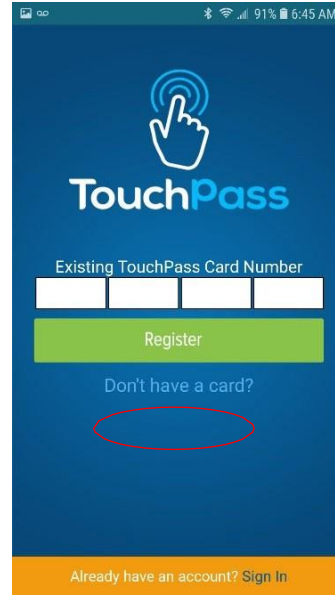 91% 6:45 AM
TouchPass
Existing TouchPass Card Number
Register
Don't have a card?
Already have an account? Sign In